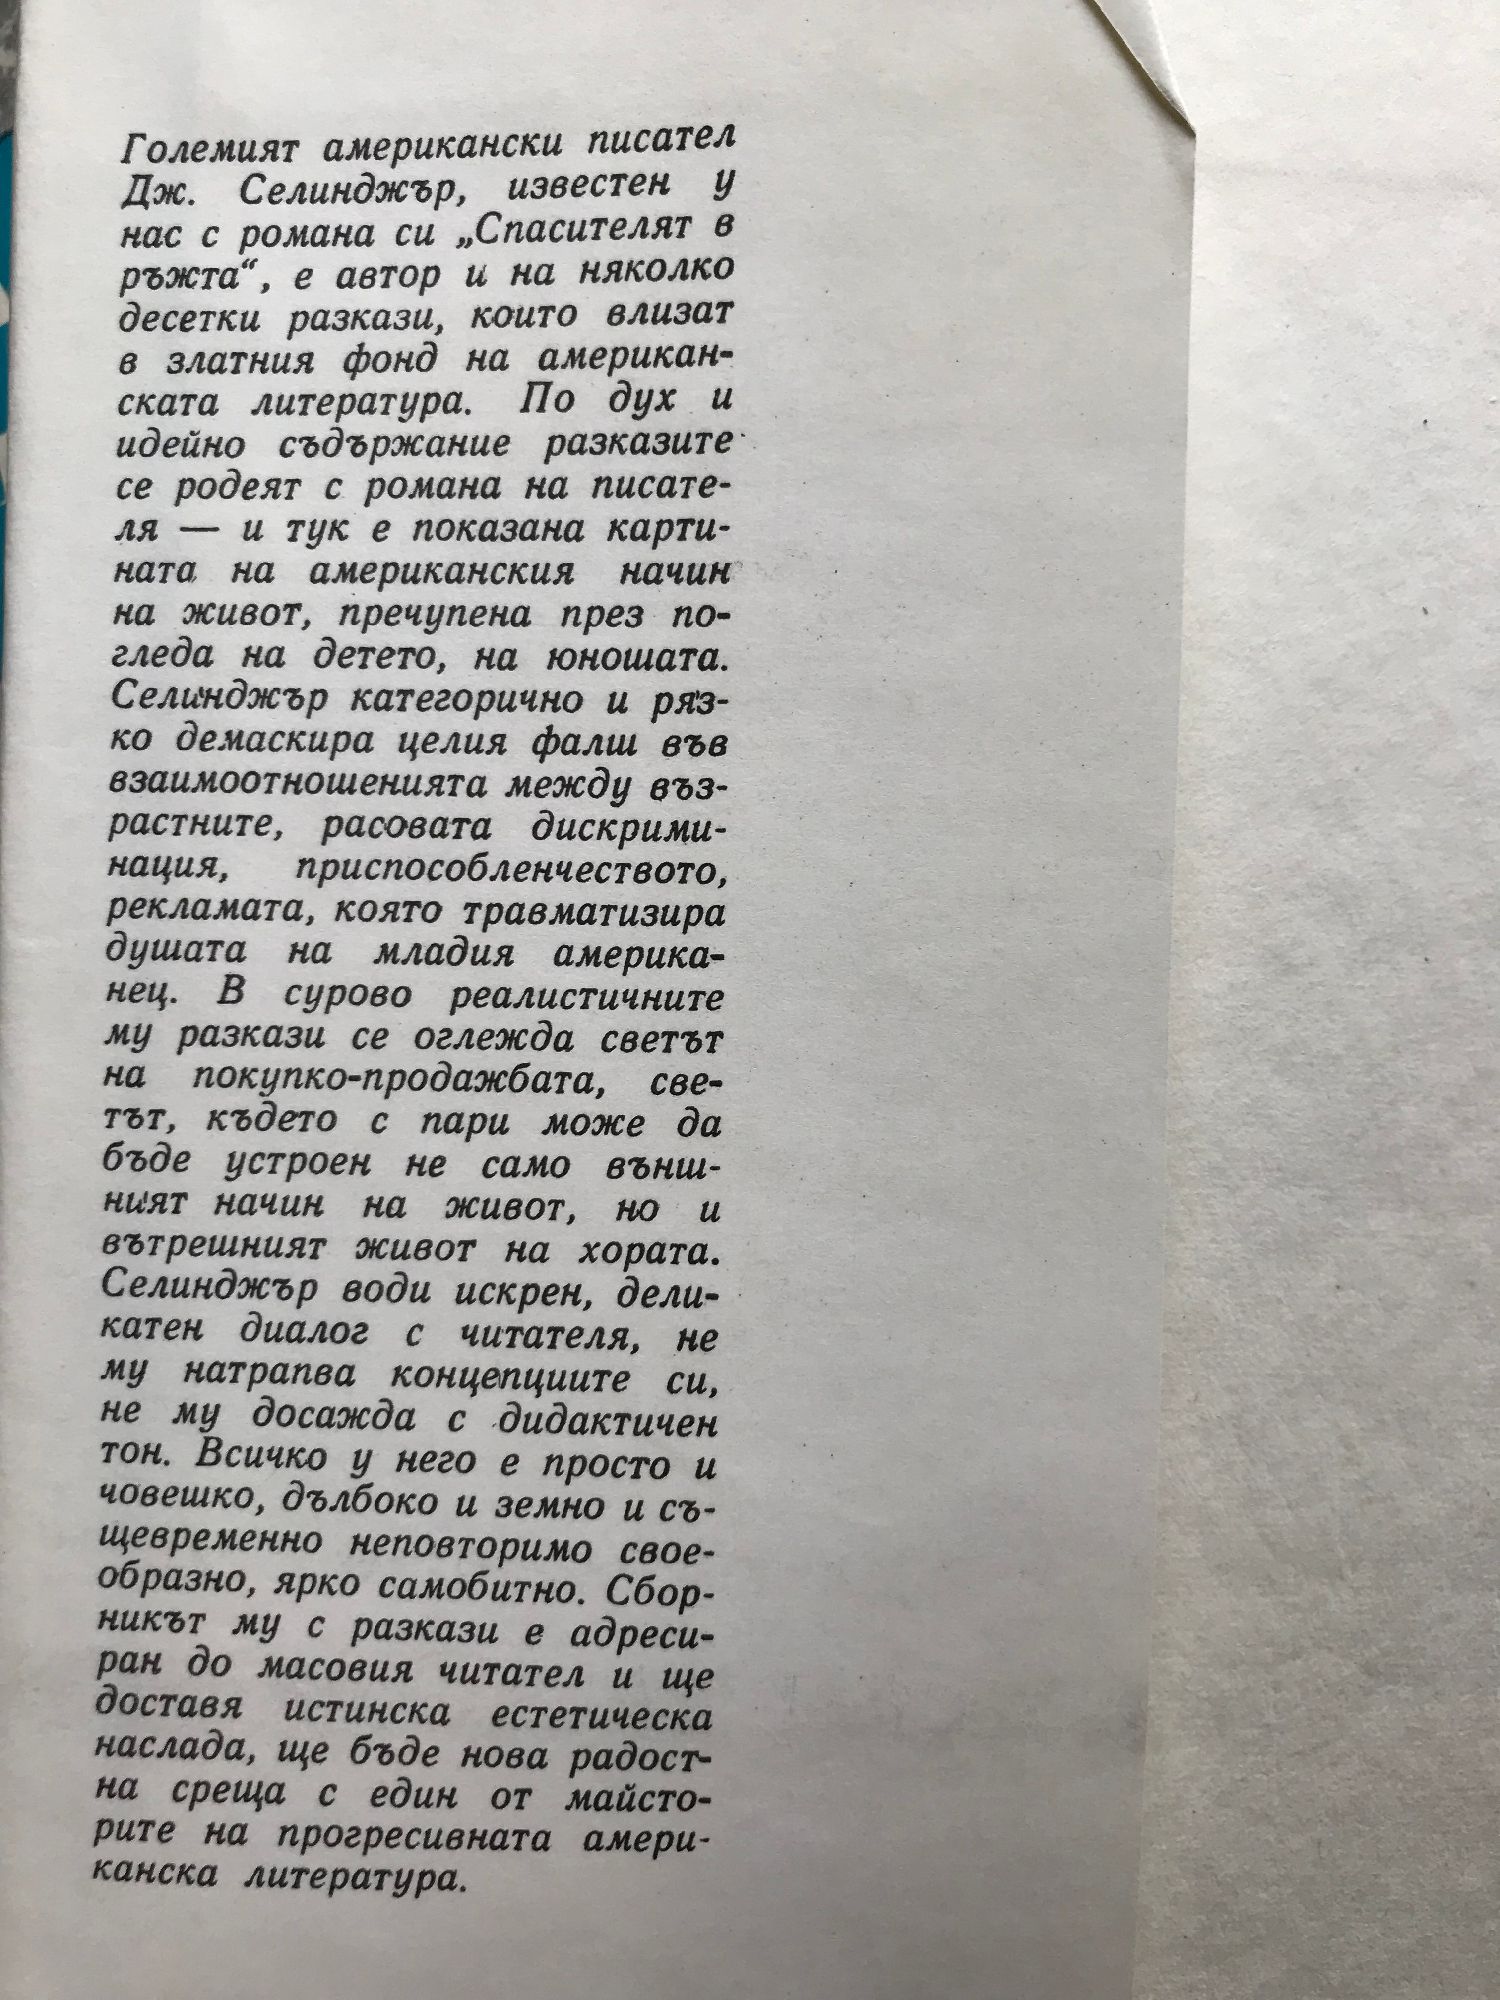 Големият американски писател
Дж. Селинджър, известен у
нас с романа си „Спасителят в
ръжта“, е автор и на няколко
десетки разкази, които влизат
в златния фонд на американ-
ската литература. По дух и
идейно съдържание разказите
се родеят с романа на писате-
ля — и тук е показана карти-
ната на американския начин
на живот, пречупена през по-
гледа на детето, на юношата.
Селинджър категорично и ряз-
ко демаскира целия фалш във
взаимоотношенията между въз-
растните, расовата дискрими-
нация, приспособленчеството,
рекламата, която травматизира
душата на младия америка-
нец. В сурово реалистичните
му разкази се оглежда светът
на покупко-продажбата, све-
тът, където с пари може да
бъде устроен не само външ-
ният начин на живот, но и
вътрешният живот на хората.
Селинджър води искрен, дели-
катен диалог с читателя, не
му натрапва концепциите си,
не му досажда с дидактичен
тон. Всичко у него е просто и
човешко, дълбоко и земно и съ-
щевременно неповторимо свое-
образно, ярко самобитно. Сбор-
никът му с разкази е адреси-
ран до масовия читател и ще
доставя истинска естетическа
наслада, ще бъде нова радост-
на среща с един от майсто-
рите на прогресивната амери-
канска литература.